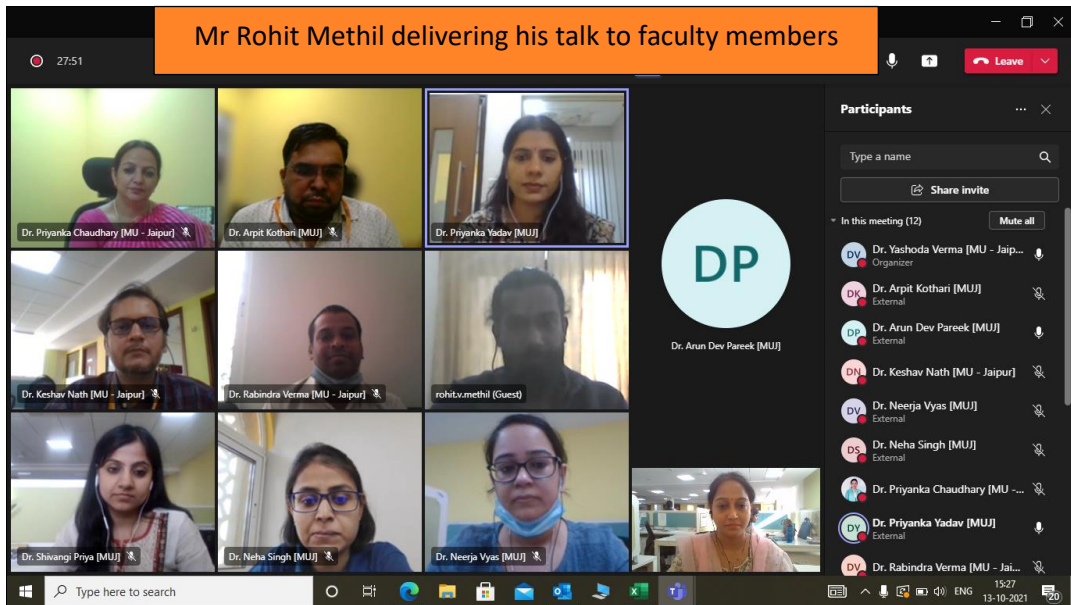 Mr Rohit Methil delivering his talk to faculty members
27:51
Leave
Dr. Priyanka Chaudhary [MU - Jaipur]
Dr. Arpit Kothari [MUJ]
Dr. Priyanka Yadav [MUJ]
Dr. Keshav Nath [MU - Jaipur]
Dr. Rabindra Verma [MU - Jaipur]
rohit.v.methil (Guest)
Dr. Shivangi Priya [MUJ]
Dr. Neha Singh [MUJ]
Dr. Neerja Vyas [MUJ]
DP
Dr. Arun Dev Pareek [MUJ]
Participants
Type a name
Share invite
In this meeting (12)
Mute all
DV
Dr. Yashoda Verma [MU - Jaip...
Organizer
DK
Dr. Arpit Kothari [MUJ]
External
DP
Dr. Arun Dev Pareek [MUJ]
External
DN
Dr. Keshav Nath [MU - Jaipur]
DV
Dr. Neerja Vyas [MUJ]
External
DS
Dr. Neha Singh [MUJ]
External
Dr. Priyanka Chaudhary [MU -...
DY
Dr. Priyanka Yadav [MUJ]
External
DV
Dr. Rabindra Verma [MU - Jai...
Type here to search
ENG
15:27
13-10-2021
20